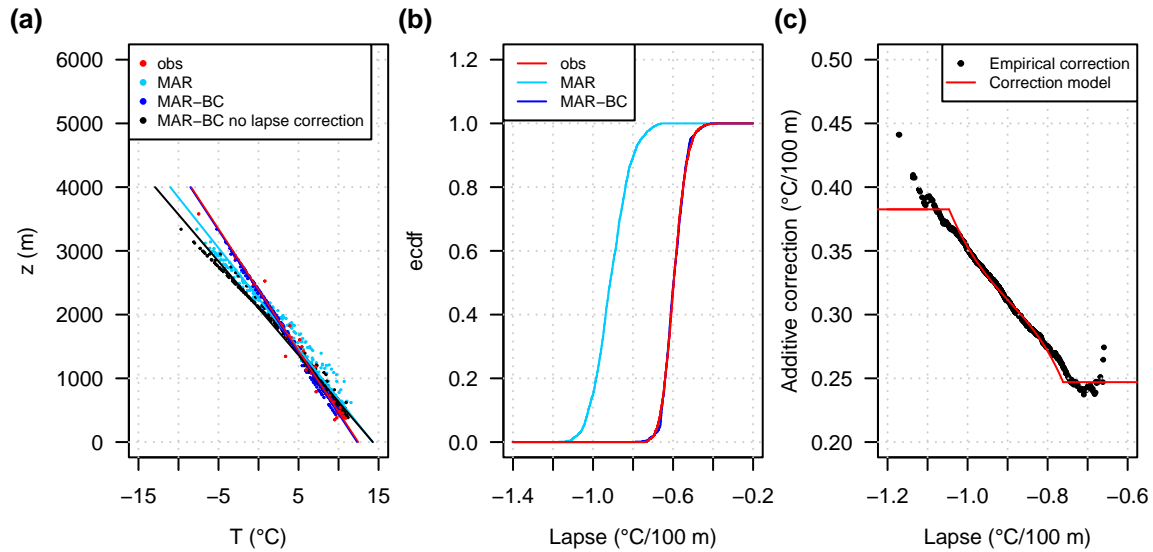 (a)
6000
5000
4000
3000
2000
1000
0
z (m)
obs
MAR
MAR−BC
MAR−BC no lapse correction
−15
−5
5
15
T (°C)
(b)
1.2
1.0
0.8
0.6
0.4
0.2
0.0
ecdf
obs
MAR
MAR−BC
−1.4
−1.0
−0.6
−0.2
Lapse (°C/100 m)
(c)
0.50
0.45
0.40
0.35
0.30
0.25
0.20
Additive correction (°C/100 m)
Empirical correction
Correction model
−1.2
−1.0
−0.8
−0.6
Lapse (°C/100 m)